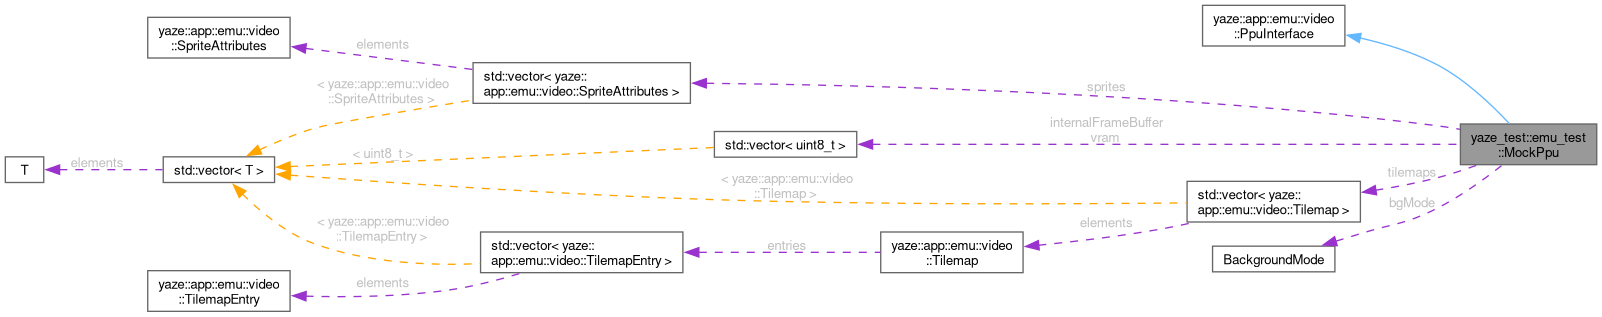 yaze::app::emu::video
::SpriteAttributes
elements
yaze::app::emu::video
::PpuInterface
< yaze::app::emu::video
::SpriteAttributes >
std::vector< yaze::
app::emu::video::SpriteAttributes >
sprites
internalFrameBuffer
vram
yaze_test::emu_test
::MockPpu
T
elements
std::vector< T >
< uint8_t >
std::vector< uint8_t >
< yaze::app::emu::video
::Tilemap >
tilemaps
std::vector< yaze::
app::emu::video::Tilemap >
bgMode
< yaze::app::emu::video
::TilemapEntry >
std::vector< yaze::
app::emu::video::TilemapEntry >
entries
yaze::app::emu::video
::Tilemap
elements
BackgroundMode
yaze::app::emu::video
::TilemapEntry
elements